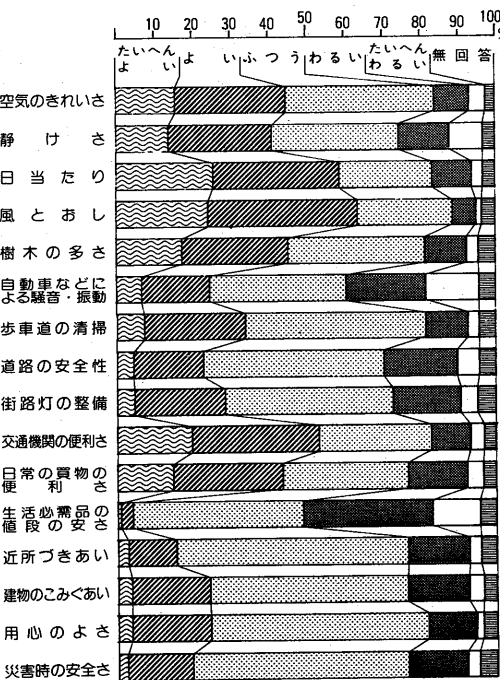 10 20 30 40 50 60 70 80 90 100
たいへんよい よい ふつう わるい たいへんわるい 無回答
空気のきれいさ
静けさ
日当たり
風とおし
樹木の多さ
自動車などに
よる騒音・振動
歩車道の清掃
道路の安全性
街路灯の整備
交通機関の便利さ
日常の買物の
便利さ
生活必需品の
値段の安さ
近所づきあい
建物のこみぐあい
用心のよさ
災害時の安全さ